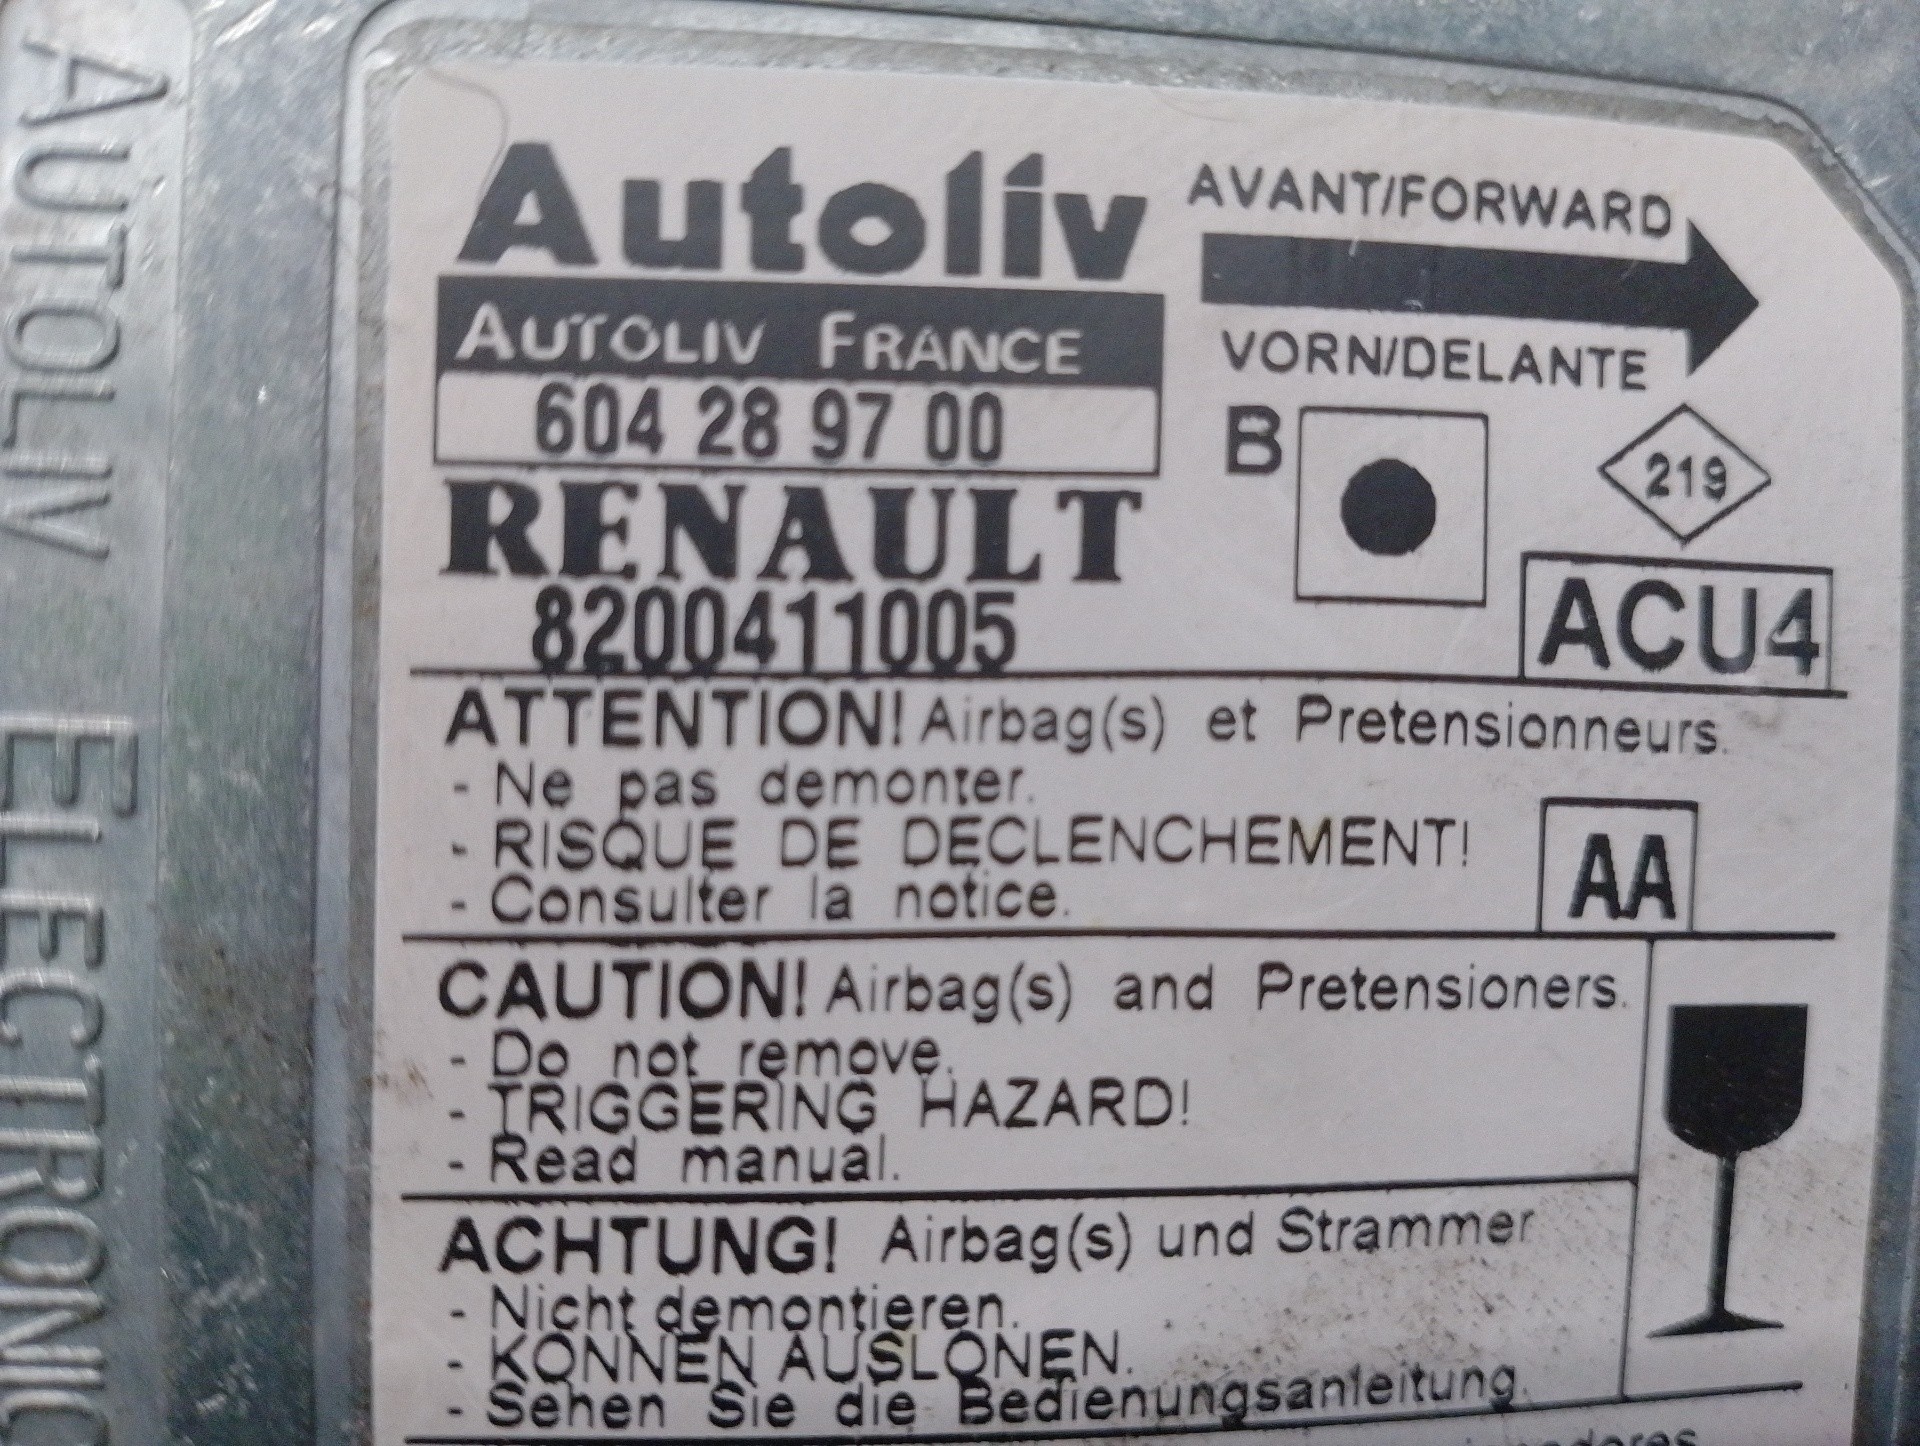 AUTOLIV ELECTRONIC
Autoliv
AVANT/FORWARD
AUTOLIV FRANCE
VORN/DELANTE
604 28 97 00
B
219
RENAULT
ACU4
8200411005
ATTENTION! Airbag(s) et Pretensionneurs.
- Ne pas demonter.
- RISQUE DE DECLENCHEMENT!
- Consulter la notice.
AA
CAUTION! Airbag(s) and Pretensioners.
- Do not remove.
- TRIGGERING HAZARD!
- Read manual.
ACHTUNG! Airbag(s) und Strammer
- Nicht demontieren.
- KONNEN AUSLONEN.
- Sehen Sie die Bedienungsanleitung.